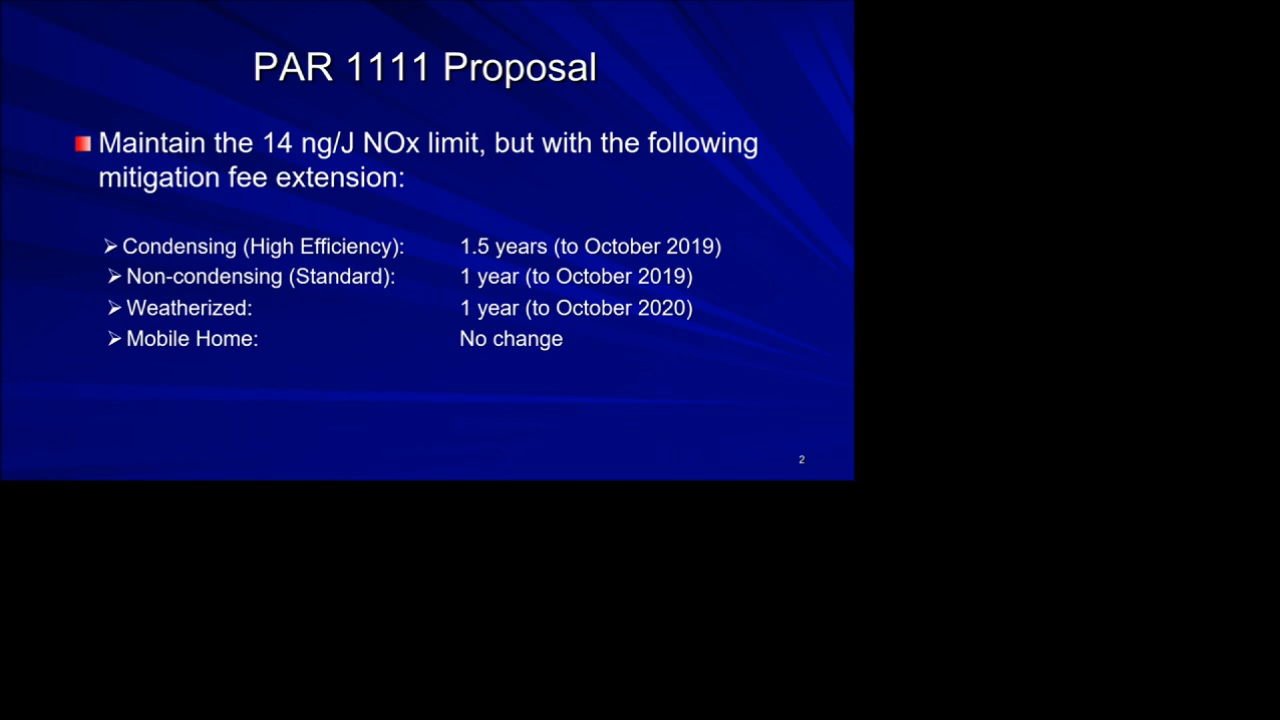 PAR 1111 Proposal
Maintain the 14 ng/J NOx limit, but with the following
mitigation fee extension:
Condensing (High Efficiency): 1.5 years (to October 2019)
Non-condensing (Standard): 1 year (to October 2019)
Weatherized: 1 year (to October 2020)
Mobile Home: No change
2